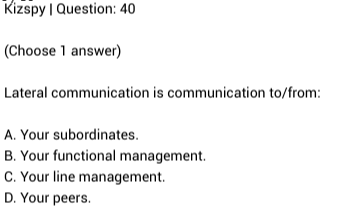 Kizspy | Question: 40
(Choose 1 answer)
Lateral communication is communication to/from:
A. Your subordinates.
B. Your functional management.
C. Your line management.
D. Your peers.